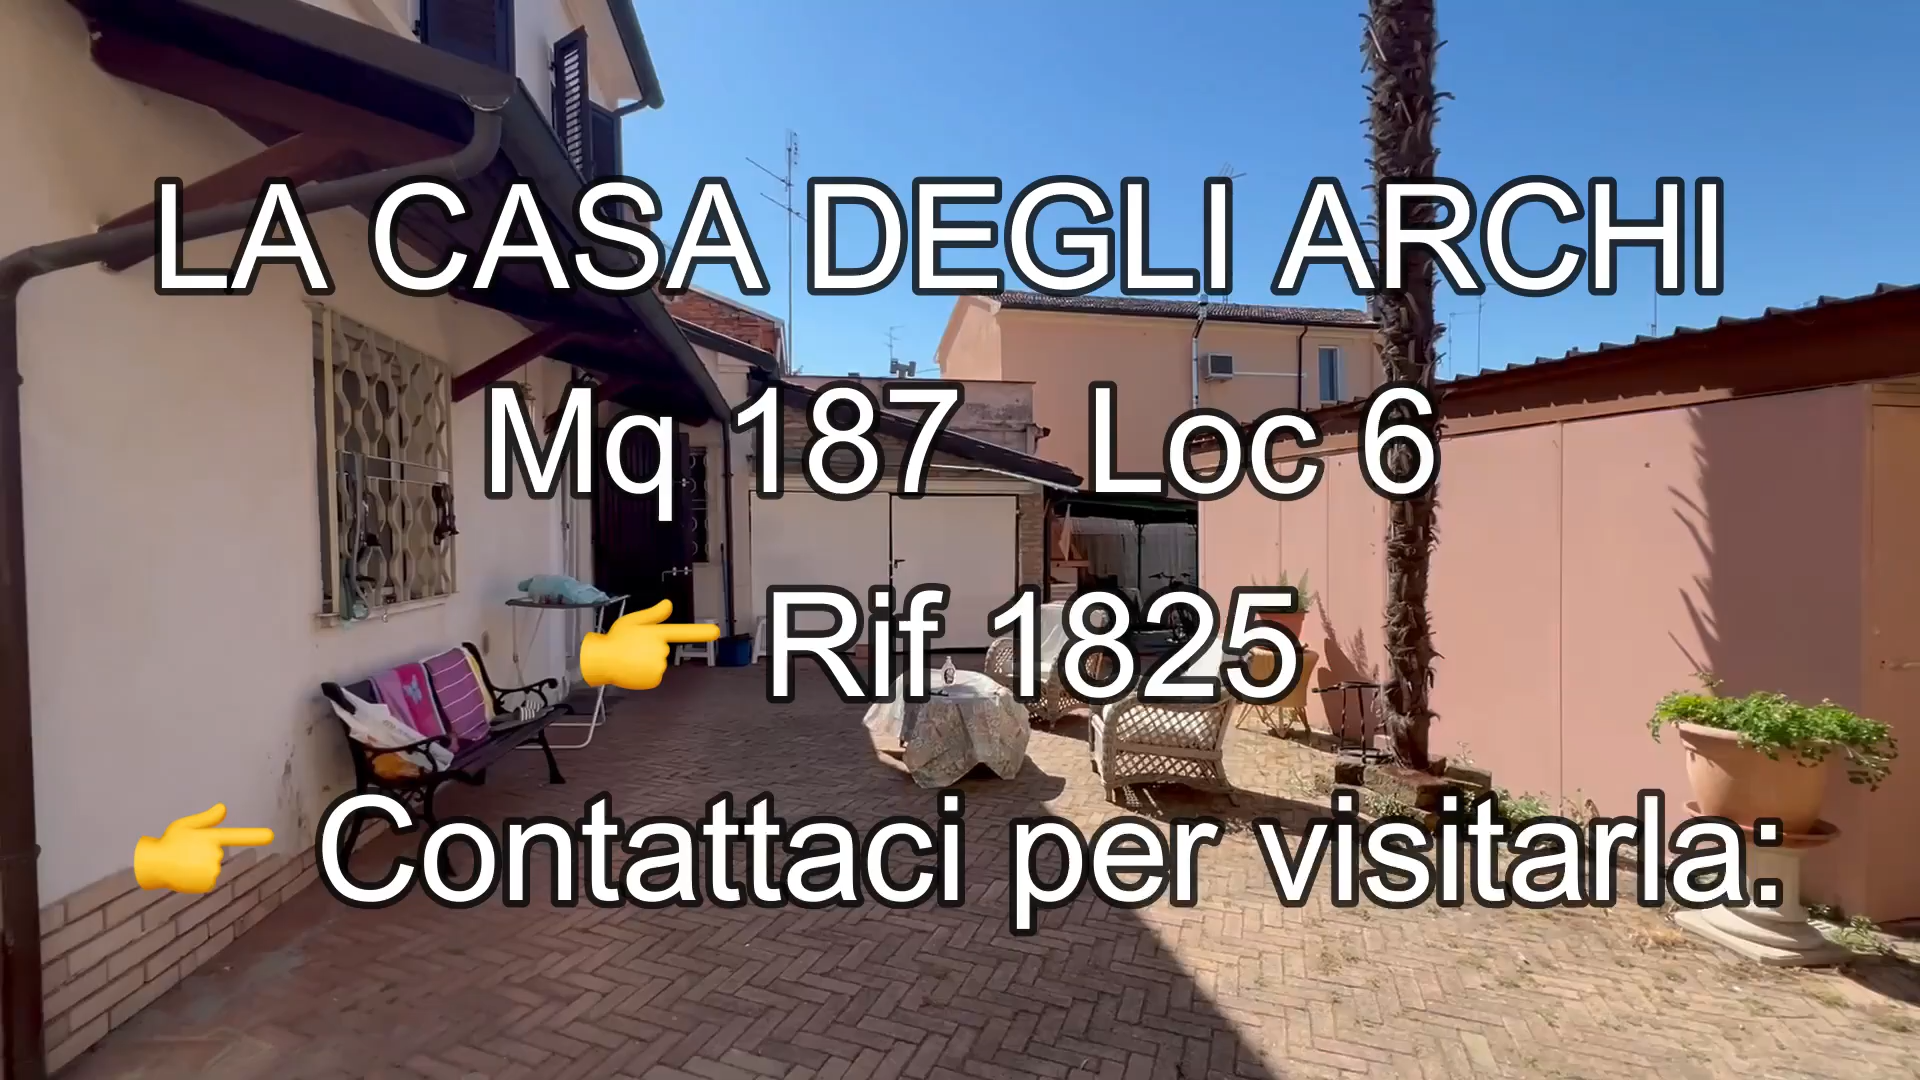 LA CASA DEGLI ARCHI
Mq 187 Loc 6
👉 Rif 1825
👉 Contattaci per visitarla: